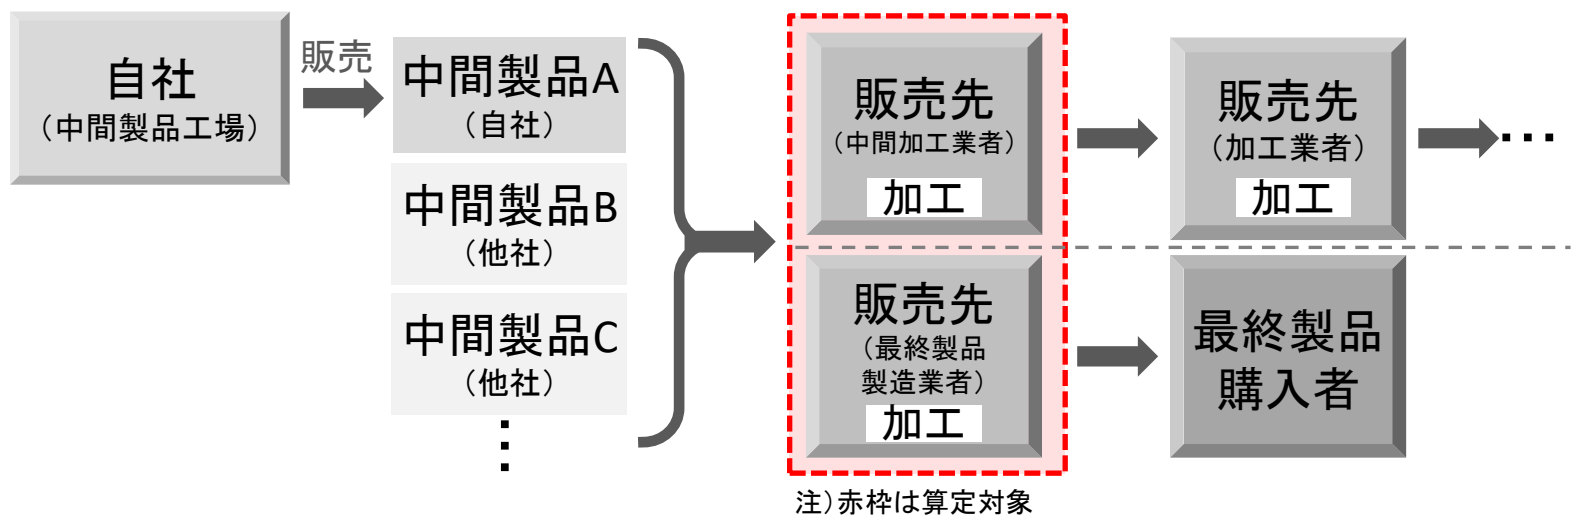 自社
（中間製品工場）
販売
中間製品A
（自社）
中間製品B
（他社）
中間製品C
（他社）
⋮
販売先
（中間加工業者）
加工
販売先
（加工業者）
加工
…
販売先
（最終製品
製造業者）
加工
最終製品
購入者
注）赤枠は算定対象